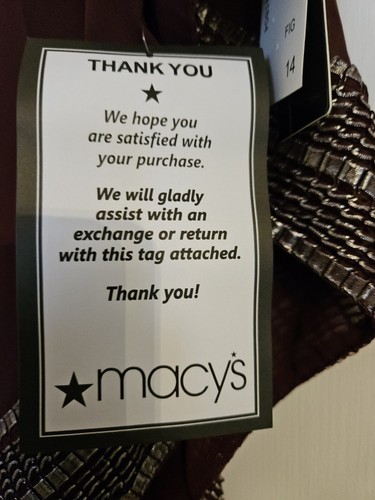 THANK YOU
We hope you
are satisfied with
your purchase.
We will gladly
assist with an
exchange or return
with this tag attached.
Thank you!
macy's
FIG
14